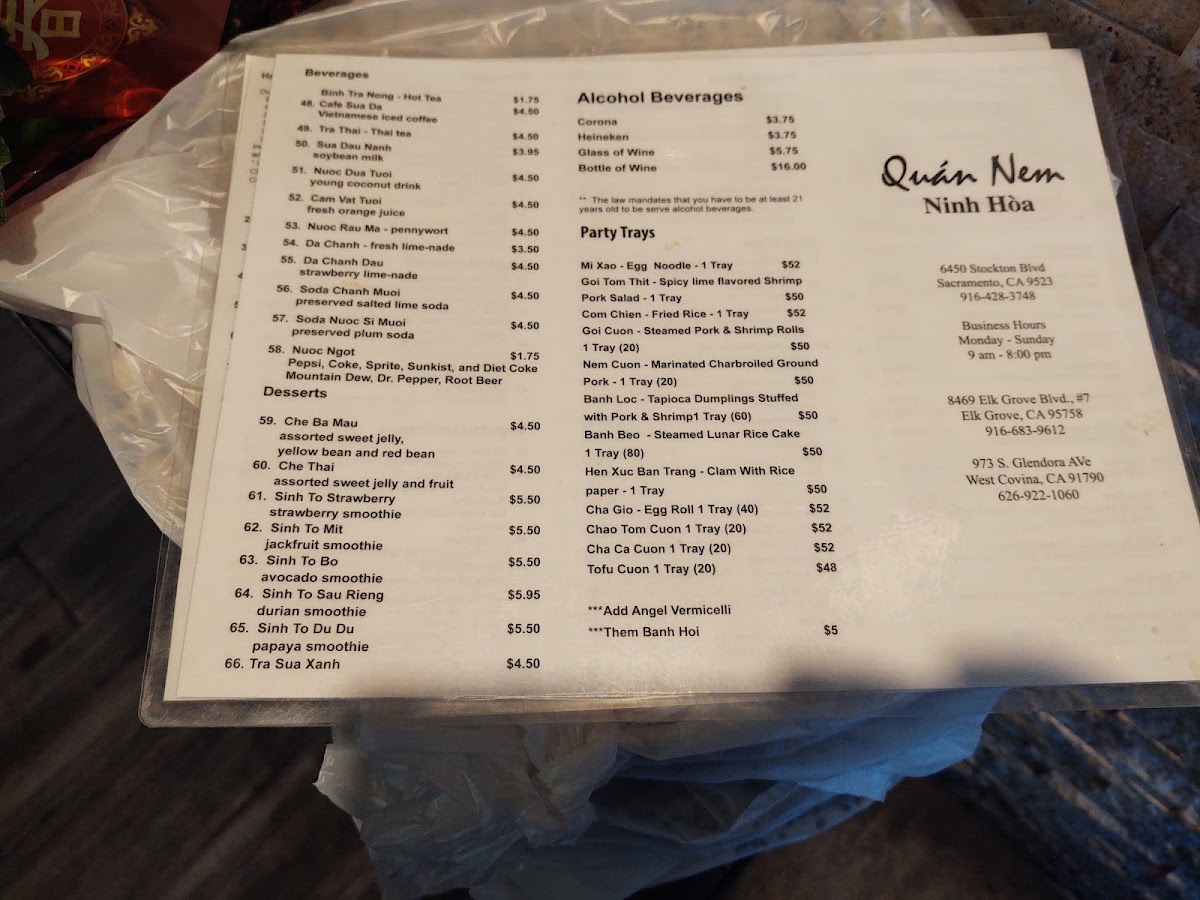 Beverages
Binh Tra Nong - Hot Tea $1.75
48. Cafe Sua Da $4.50
Vietnamese iced coffee
49. Tra Thai - Thai tea $4.50
50. Sua Dau Nanh $3.95
soybean milk
51. Nuoc Dua Tuoi $4.50
young coconut drink
52. Cam Vat Tuoi $4.50
fresh orange juice
53. Nuoc Rau Ma - pennywort $4.50
54. Da Chanh - fresh lime-nade $3.50
55. Da Chanh Dau $4.50
strawberry lime-nade
56. Soda Chanh Muoi $4.50
preserved salted lime soda
57. Soda Nuoc Si Muoi $4.50
preserved plum soda
58. Nuoc Ngot $1.75
Pepsi, Coke, Sprite, Sunkist, and Diet Coke
Mountain Dew, Dr. Pepper, Root Beer
Desserts
59. Che Ba Mau $4.50
assorted sweet jelly,
yellow bean and red bean
60. Che Thai $4.50
assorted sweet jelly and fruit
61. Sinh To Strawberry $5.50
strawberry smoothie
62. Sinh To Mit $5.50
jackfruit smoothie
63. Sinh To Bo $5.50
avocado smoothie
64. Sinh To Sau Rieng $5.95
durian smoothie
65. Sinh To Du Du $5.50
papaya smoothie
66. Tra Sua Xanh $4.50
Alcohol Beverages
Corona $3.75
Heineken $3.75
Glass of Wine $5.75
Bottle of Wine $16.00
** The law mandates that you have to be at least 21
years old to be serve alcohol beverages.
Party Trays
Mi Xao - Egg Noodle - 1 Tray $52
Goi Tom Thit - Spicy lime flavored Shrimp
Pork Salad - 1 Tray $50
Com Chien - Fried Rice - 1 Tray $52
Goi Cuon - Steamed Pork & Shrimp Rolls
1 Tray (20) $50
Nem Cuon - Marinated Charbroiled Ground
Pork - 1 Tray (20) $50
Banh Loc - Tapioca Dumplings Stuffed
with Pork & Shrimp1 Tray (60) $50
Banh Beo - Steamed Lunar Rice Cake
1 Tray (80) $50
Hen Xuc Ban Trang - Clam With Rice
paper - 1 Tray $50
Cha Gio - Egg Roll 1 Tray (40) $52
Chao Tom Cuon 1 Tray (20) $52
Cha Ca Cuon 1 Tray (20) $52
Tofu Cuon 1 Tray (20) $48
***Add Angel Vermicelli
***Them Banh Hoi $5
Quán Nem
Ninh Hòa
6450 Stockton Blvd
Sacramento, CA 9523
916-428-3748
Business Hours
Monday - Sunday
9 am - 8:00 pm
8469 Elk Grove Blvd., #7
Elk Grove, CA 95758
916-683-9612
973 S. Glendora AVe
West Covina, CA 91790
626-922-1060